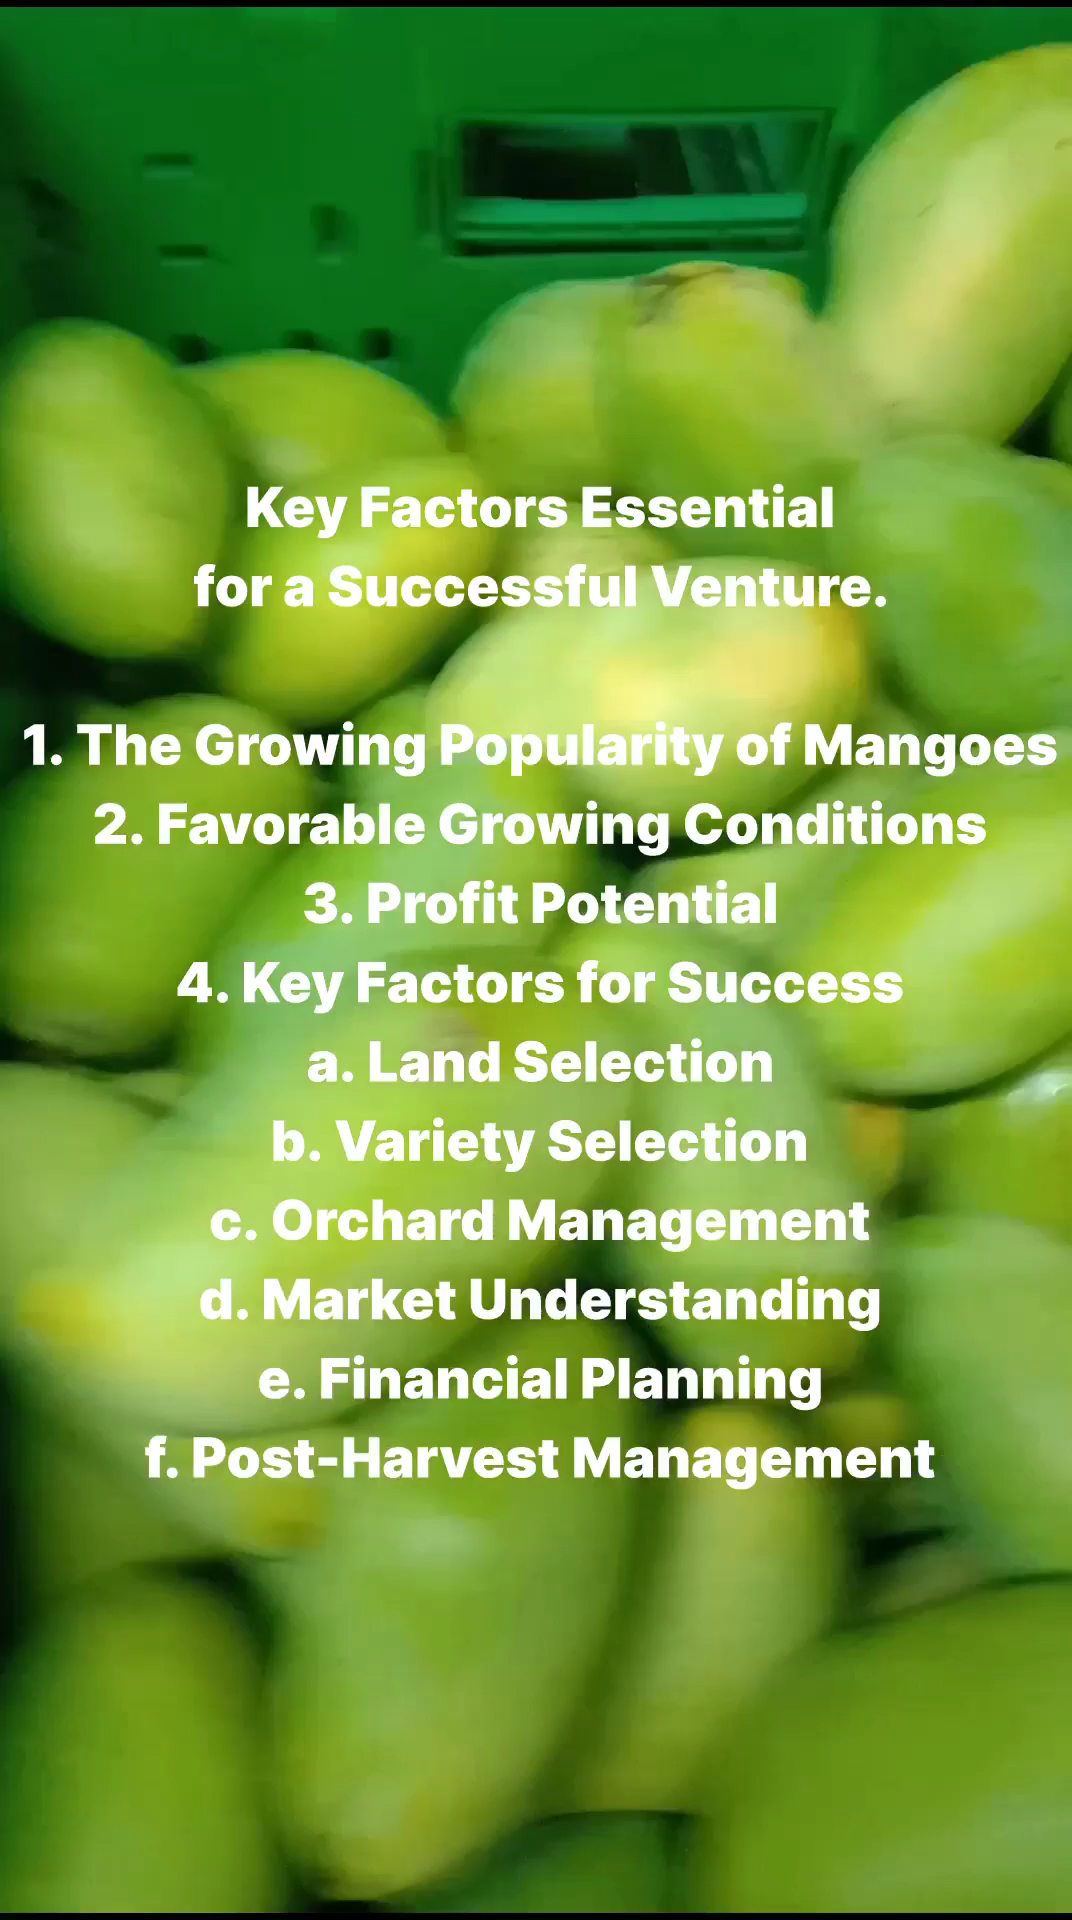 Key Factors Essential
for a Successful Venture.
1. The Growing Popularity of Mangoes
2. Favorable Growing Conditions
3. Profit Potential
4. Key Factors for Success
a. Land Selection
b. Variety Selection
c. Orchard Management
d. Market Understanding
e. Financial Planning
f. Post-Harvest Management